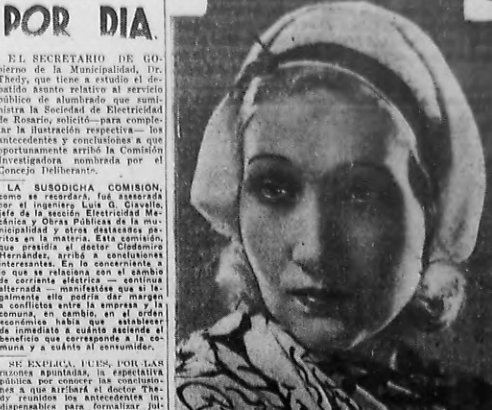 POR DIA.
EL SECRETARIO DE GO-
bierno de la Municipalidad, Dr.
Thedy, que tiene a estudio el de-
batido asunto relativo al servicio
público de alumbrado que sumi-
nistra la Sociedad de Electricidad
de Rosario, solicitó—para comple-
tar la ilustración respectiva— los
antecedentes y conclusiones a que
oportunamente arribó la Comisión
Investigadora nombrada por el
Concejo Deliberante.
LA SUSODICHA COMISION,
como se recordará, fué asesorada
por el ingeniero Luis G. Ciavello,
jefe de la sección Electricidad Me-
cánica y Obras Públicas de la mu-
nicipalidad y otros destacados pe-
ritos en la materia. Esta comisión,
que presidia el doctor Clodomiro
Hernández, arribó a conclusiones
interesantes. En lo concerniente a
lo que se relaciona con el cambio
de corriente eléctrica — continua
alternada — manifestóse que si le-
galmente ello podría dar margen
a conflictos entre la empresa y la
comuna, en cambio, en el orden
económico había que establecer
de inmediato a cuánto asciende el
beneficio que corresponde a la co-
muna y a cuánto al consumidor.
SE EXPLICA, PUES, POR LAS
razones apuntadas, la espectativa
pública por conocer las conclusio-
nes a que arribará el doctor The-
dy reunidos los antecedentes in-
dispensables para formalizar jui-